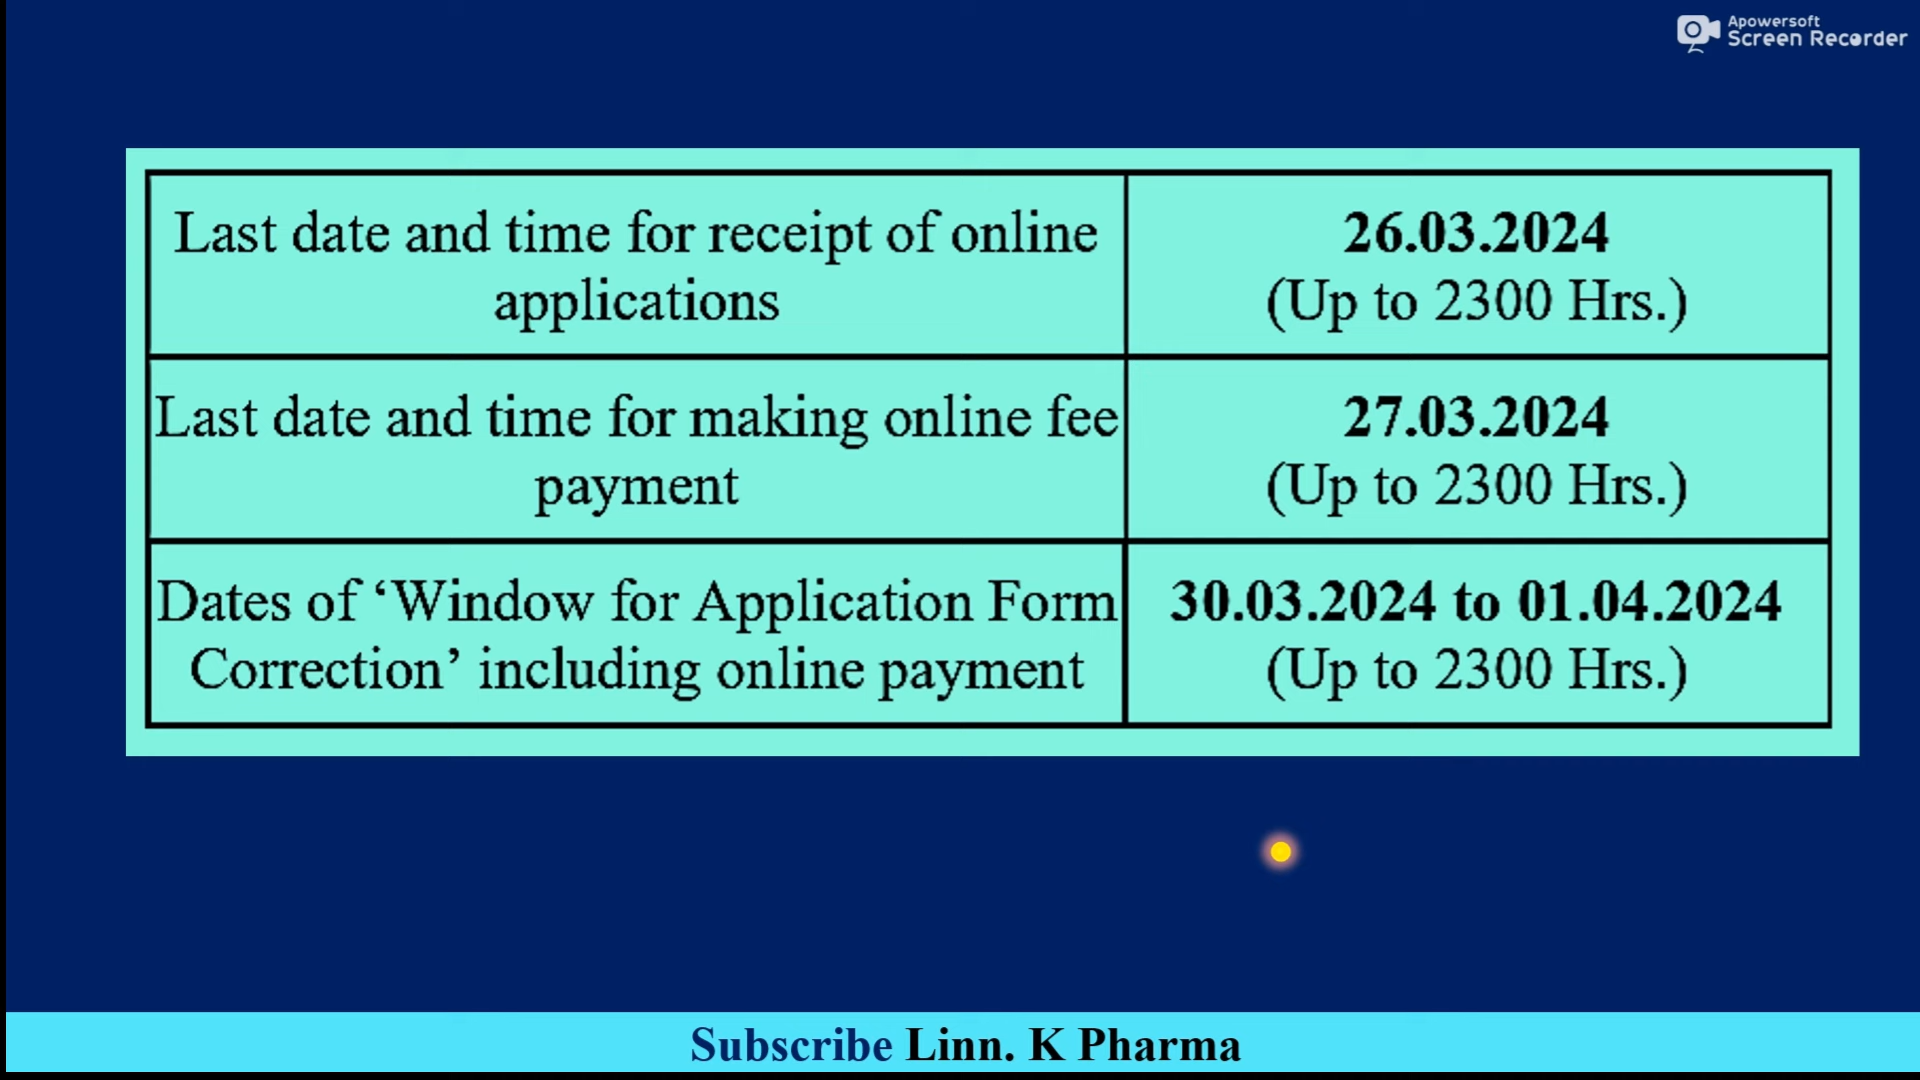 Apowersoft
Screen Recorder
Last date and time for receipt of online
applications
26.03.2024
(Up to 2300 Hrs.)
Last date and time for making online fee
payment
27.03.2024
(Up to 2300 Hrs.)
Dates of ‘Window for Application Form
Correction’ including online payment
30.03.2024 to 01.04.2024
(Up to 2300 Hrs.)
Subscribe Linn. K Pharma